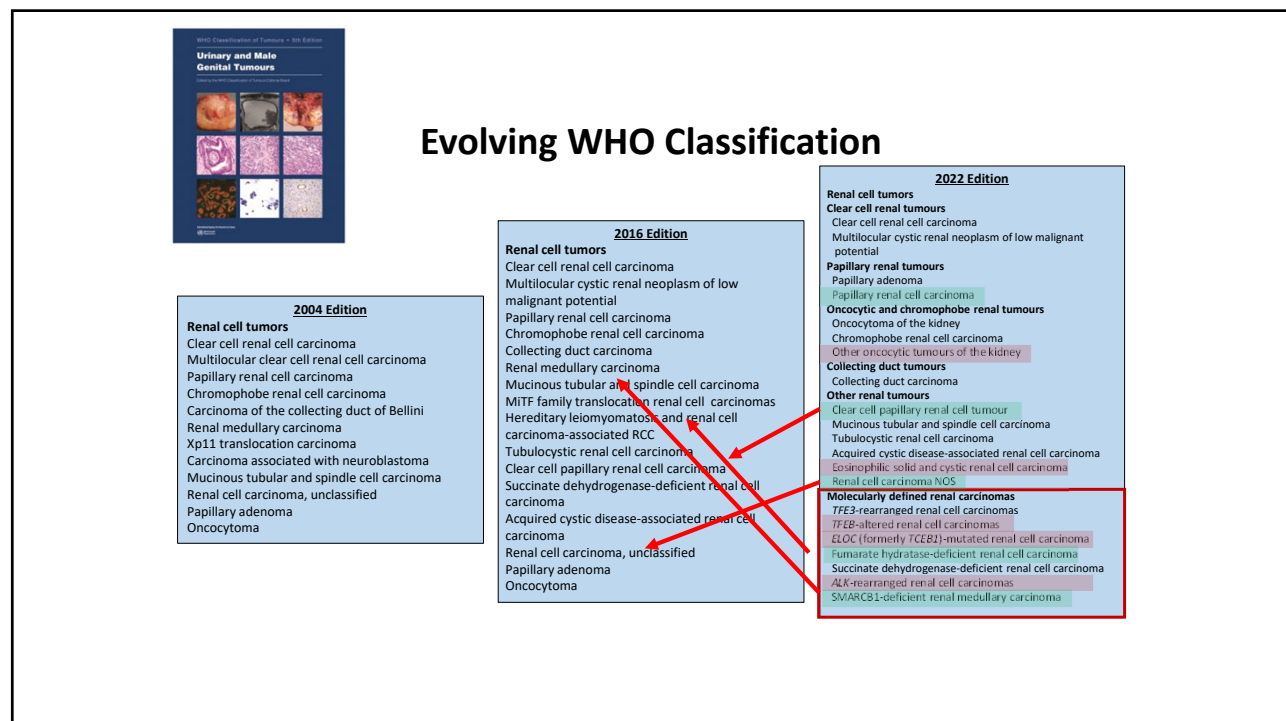 WHO Classification of Tumours • 5th Edition
Urinary and Male
Genital Tumours
Evolving WHO Classification
2004 Edition
Renal cell tumors
Clear cell renal cell carcinoma
Multilocular clear cell renal cell carcinoma
Papillary renal cell carcinoma
Chromophobe renal cell carcinoma
Carcinoma of the collecting duct of Bellini
Renal medullary carcinoma
Xp11 translocation carcinoma
Carcinoma associated with neuroblastoma
Mucinous tubular and spindle cell carcinoma
Renal cell carcinoma, unclassified
Papillary adenoma
Oncocytoma
2016 Edition
Renal cell tumors
Clear cell renal cell carcinoma
Multilocular cystic renal neoplasm of low
malignant potential
Papillary renal cell carcinoma
Chromophobe renal cell carcinoma
Collecting duct carcinoma
Renal medullary carcinoma
Mucinous tubular and spindle cell carcinoma
MiTF family translocation renal cell carcinomas
Hereditary leiomyomatosis and renal cell
carcinoma-associated RCC
Tubulocystic renal cell carcinoma
Clear cell papillary renal cell carcinoma
Succinate dehydrogenase-deficient renal cell
carcinoma
Acquired cystic disease-associated renal cell
carcinoma
Renal cell carcinoma, unclassified
Papillary adenoma
Oncocytoma
2022 Edition
Renal cell tumors
Clear cell renal tumours
Clear cell renal cell carcinoma
Multilocular cystic renal neoplasm of low malignant
potential
Papillary renal tumours
Papillary adenoma
Papillary renal cell carcinoma
Oncocytic and chromophobe renal tumours
Oncocytoma of the kidney
Chromophobe renal cell carcinoma
Other oncocytic tumours of the kidney
Collecting duct tumours
Collecting duct carcinoma
Other renal tumours
Clear cell papillary renal cell tumour
Mucinous tubular and spindle cell carcinoma
Tubulocystic renal cell carcinoma
Acquired cystic disease-associated renal cell carcinoma
Eosinophilic solid and cystic renal cell carcinoma
Renal cell carcinoma NOS
Molecularly defined renal carcinomas
TFE3-rearranged renal cell carcinomas
TFEB-altered renal cell carcinomas
ELOC (formerly TCEB1)-mutated renal cell carcinoma
Fumarate hydratase-deficient renal cell carcinoma
Succinate dehydrogenase-deficient renal cell carcinoma
ALK-rearranged renal cell carcinomas
SMARCB1-deficient renal medullary carcinoma